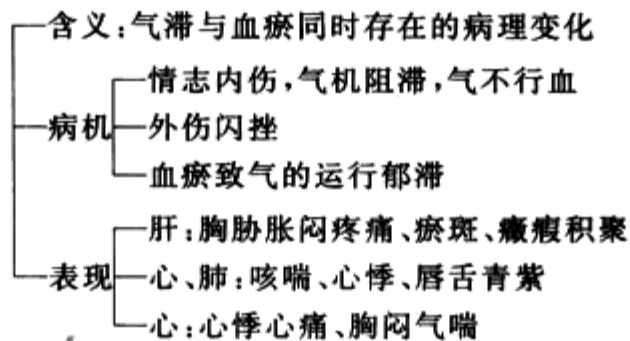 含义:气滞与血瘀同时存在的病理变化
情志内伤,气机阻滞,气不行血
病机
外伤闪挫
血瘀致气的运行郁滞
肝:胸胁胀闷疼痛、瘀斑、癥瘕积聚
表现
心、肺:咳喘、心悸、唇舌青紫
心:心悸心痛、胸闷气喘